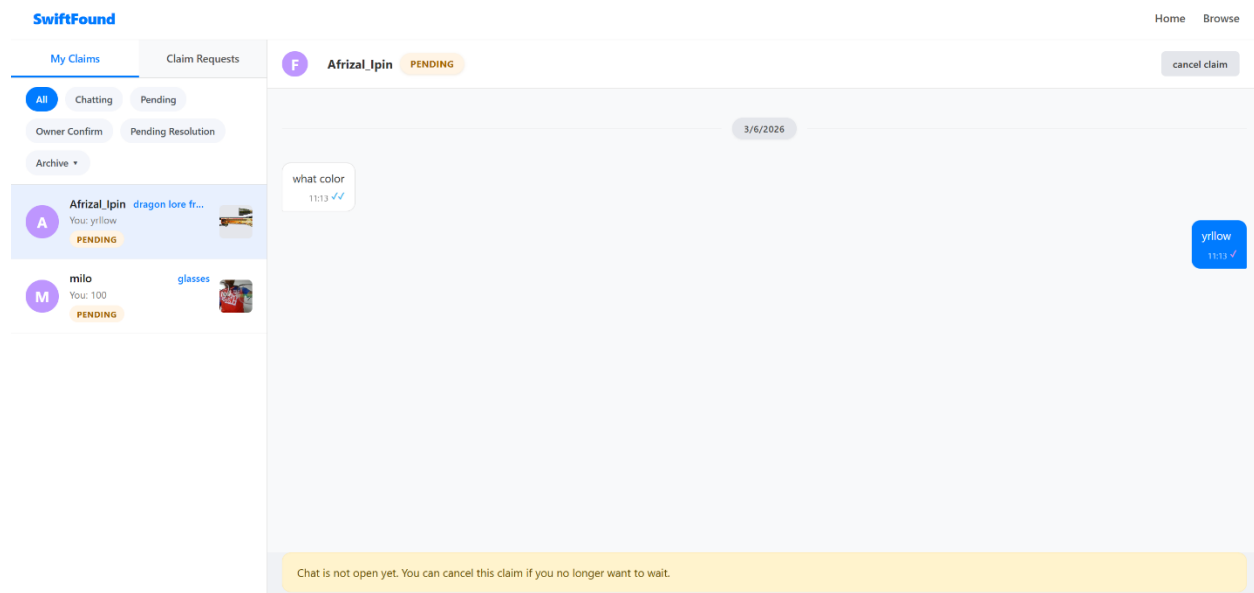 SwiftFound
Home Browse
My Claims Claim Requests
All Chatting Pending
Owner Confirm Pending Resolution
Archive ▾
A
Afrizal_Ipin dragon lore fr...
You: yrllow
PENDING
M
milo glasses
You: 100
PENDING
F Afrizal_Ipin PENDING cancel claim
3/6/2026
what color
11:13 ✓✓
yrllow
11:13 ✓
Chat is not open yet. You can cancel this claim if you no longer want to wait.